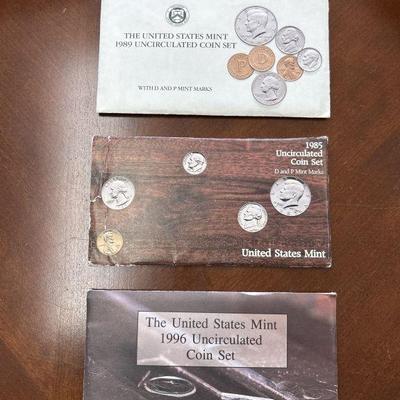 THE UNITED STATES MINT
1989 UNCIRCULATED COIN SET
P
D
WITH D AND P MINT MARKS
1985
Uncirculated
Coin Set
D and P Mint Marks
United States Mint
The United States Mint
1996 Uncirculated
Coin Set